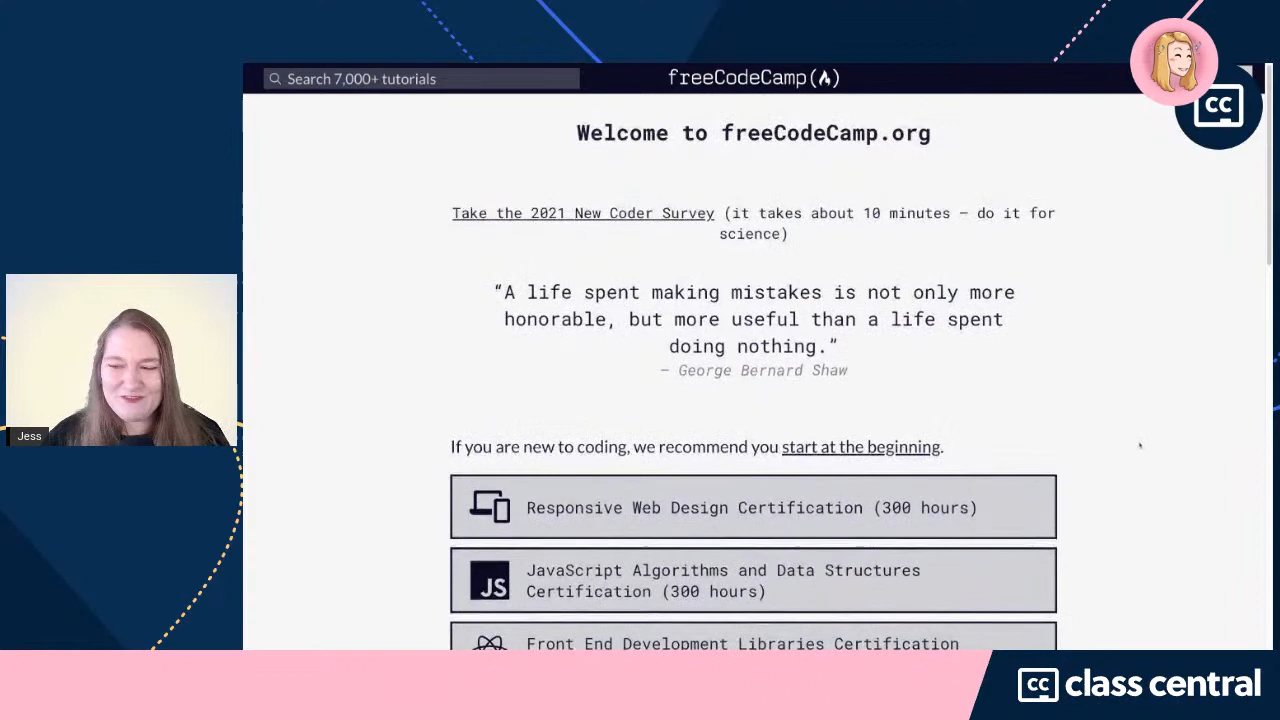 Search 7,000+ tutorials
freeCodeCamp
Welcome to freeCodeCamp.org
Take the 2021 New Coder Survey (it takes about 10 minutes – do it for
science)
“A life spent making mistakes is not only more
honorable, but more useful than a life spent
doing nothing.”
– George Bernard Shaw
If you are new to coding, we recommend you start at the beginning.
Responsive Web Design Certification (300 hours)
JS
JavaScript Algorithms and Data Structures
Certification (300 hours)
Front End Development Libraries Certification
Jess
cc
cc class central